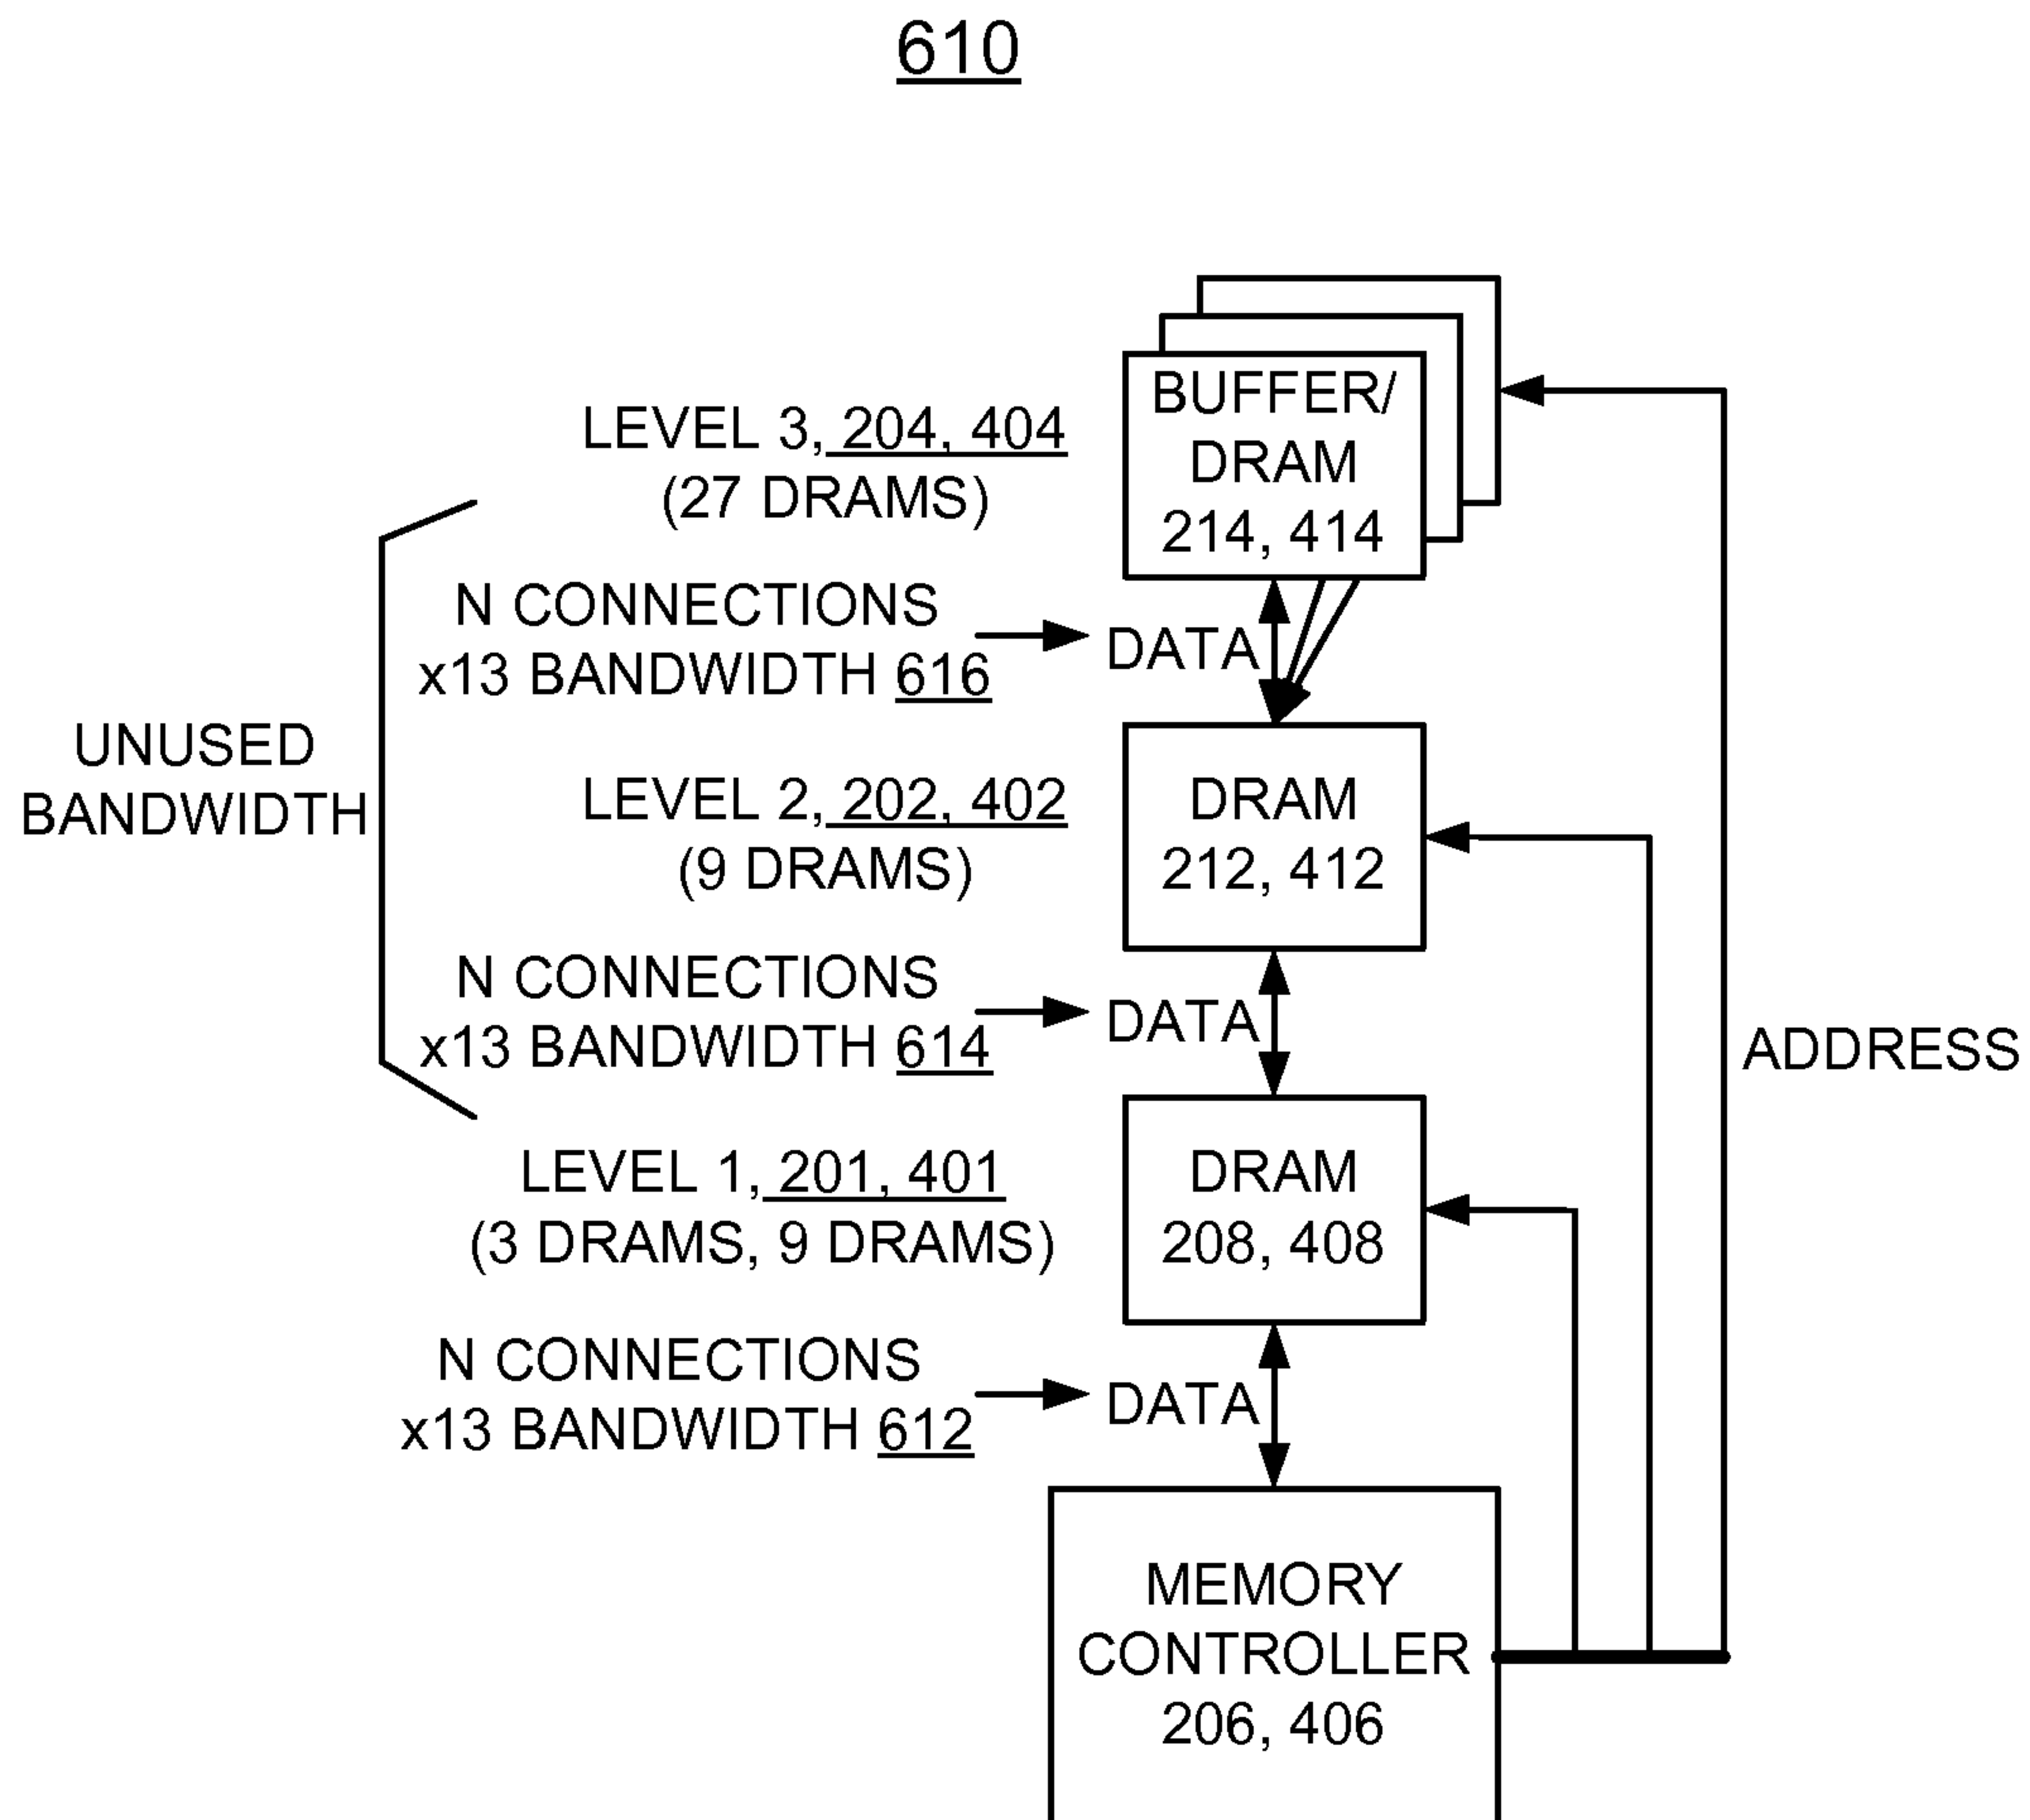 610
LEVEL 3, 204, 404
(27 DRAMS)
BUFFER/
DRAM
214, 414
N CONNECTIONS
x13 BANDWIDTH 616
DATA
UNUSED
BANDWIDTH
LEVEL 2, 202, 402
(9 DRAMS)
DRAM
212, 412
N CONNECTIONS
x13 BANDWIDTH 614
DATA
ADDRESS
LEVEL 1, 201, 401
(3 DRAMS, 9 DRAMS)
DRAM
208, 408
N CONNECTIONS
x13 BANDWIDTH 612
DATA
MEMORY
CONTROLLER
206, 406